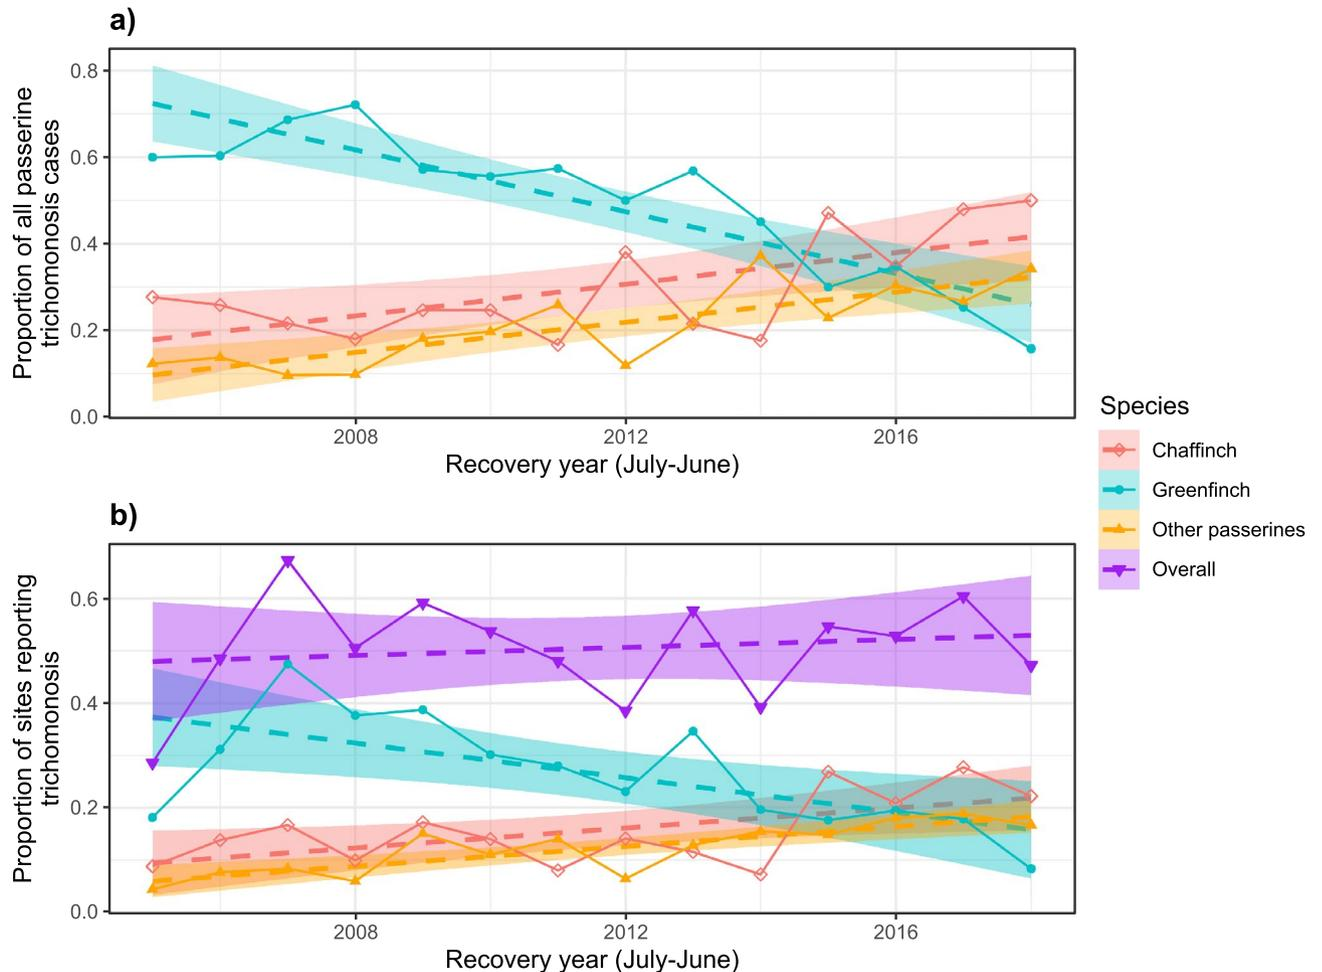 a)
Proportion of all passerine
trichomonosis cases
0.8
0.6
0.4
0.2
0.0
2008
2012
2016
Recovery year (July-June)
Species
Chaffinch
Greenfinch
Other passerines
Overall
b)
Proportion of sites reporting
trichomonosis
0.6
0.4
0.2
0.0
2008
2012
2016
Recovery year (July-June)